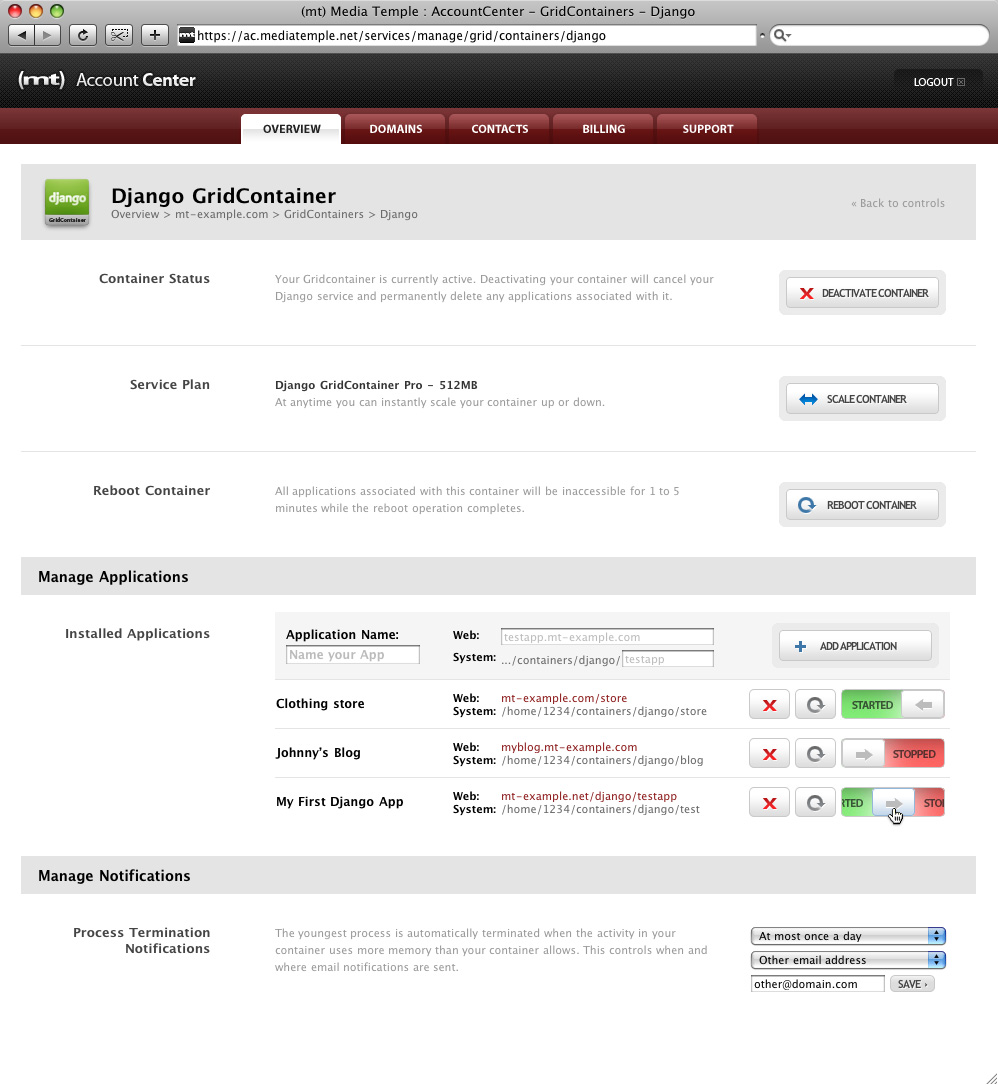 (mt) Media Temple : AccountCenter – GridContainers – Django
https://ac.mediatemple.net/services/manage/grid/containers/django
(mt) Account Center
LOGOUT
OVERVIEW DOMAINS CONTACTS BILLING SUPPORT
django
GridContainer
Django GridContainer
Overview > mt-example.com > GridContainers > Django
« Back to controls
Container Status
Your Gridcontainer is currently active. Deactivating your container will cancel your
Django service and permanently delete any applications associated with it.
DEACTIVATE CONTAINER
Service Plan
Django GridContainer Pro – 512MB
At anytime you can instantly scale your container up or down.
SCALE CONTAINER
Reboot Container
All applications associated with this container will be inaccessible for 1 to 5
minutes while the reboot operation completes.
REBOOT CONTAINER
Manage Applications
Installed Applications
Application Name:
Name your App
Web: testapp.mt-example.com
System: .../containers/django/ testapp
ADD APPLICATION
Clothing store
Web: mt-example.com/store
System: /home/1234/containers/django/store
STARTED
Johnny's Blog
Web: myblog.mt-example.com
System: /home/1234/containers/django/blog
STOPPED
My First Django App
Web: mt-example.net/django/testapp
System: /home/1234/containers/django/test
RTED STOI
Manage Notifications
Process Termination
Notifications
The youngest process is automatically terminated when the activity in your
container uses more memory than your container allows. This controls when and
where email notifications are sent.
At most once a day
Other email address
other@domain.com SAVE ›